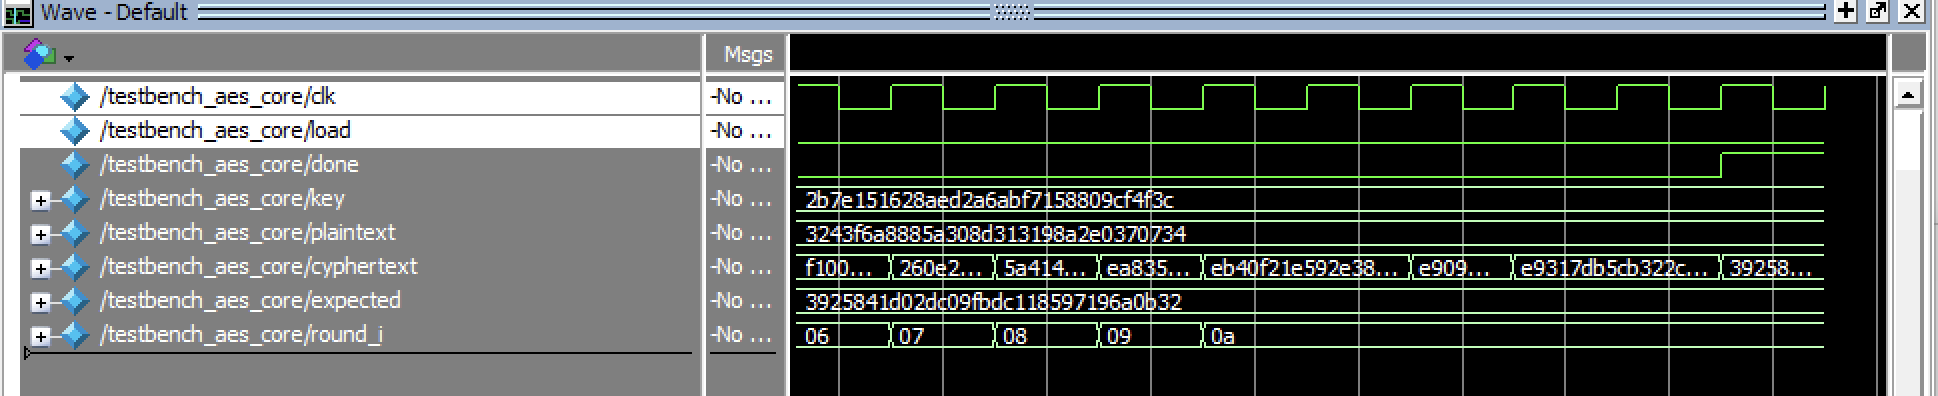 Wave - Default
Msgs
/testbench_aes_core/clk -No ...
/testbench_aes_core/load -No ...
/testbench_aes_core/done -No ...
/testbench_aes_core/key -No ... 2b7e151628aed2a6abf7158809cf4f3c
/testbench_aes_core/plaintext -No ... 3243f6a8885a308d313198a2e0370734
/testbench_aes_core/cyphertext -No ... f100... 260e2... 5a414... ea835... eb40f21e592e38... e909... e9317db5cb322c... 39258...
/testbench_aes_core/expected -No ... 3925841d02dc09fbdc118597196a0b32
/testbench_aes_core/round_i -No ... 06 07 08 09 0a